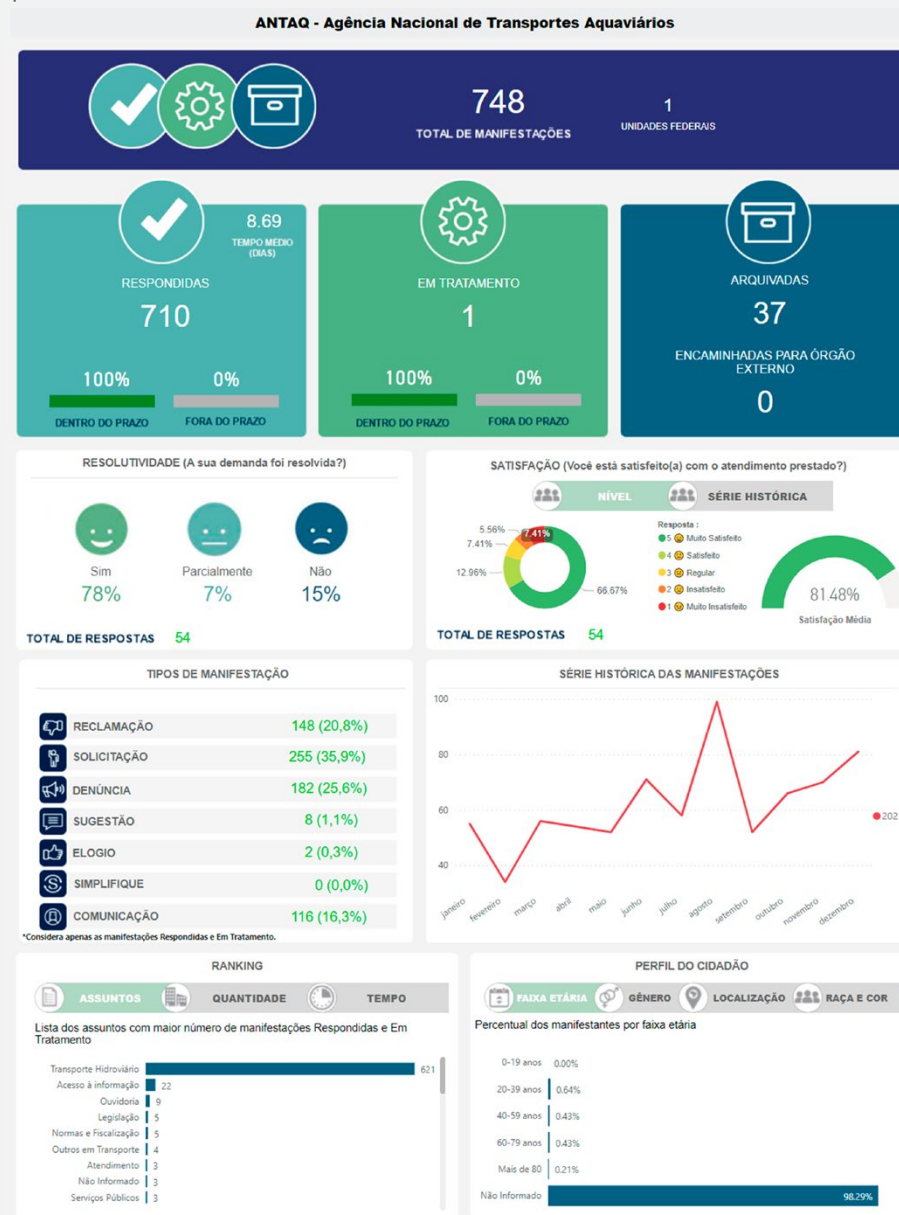 ANTAQ - Agência Nacional de Transportes Aquaviários
748
TOTAL DE MANIFESTAÇÕES
1
UNIDADES FEDERAIS
8.69
TEMPO MÉDIO
(DIAS)
RESPONDIDAS
710
100%
0%
DENTRO DO PRAZO
FORA DO PRAZO
EM TRATAMENTO
1
100%
0%
DENTRO DO PRAZO
FORA DO PRAZO
ARQUIVADAS
37
ENCAMINHADAS PARA ÓRGÃO
EXTERNO
0
RESOLUTIVIDADE (A sua demanda foi resolvida?)
Sim
78%
Parcialmente
7%
Não
15%
TOTAL DE RESPOSTAS 54
SATISFAÇÃO (Você está satisfeito(a) com o atendimento prestado?)
NÍVEL
SÉRIE HISTÓRICA
5.56%
7.41%
7.41%
12.96%
66.67%
Resposta :
5 Muito Satisfeito
4 Satisfeito
3 Regular
2 Insatisfeito
1 Muito Insatisfeito
81.48%
Satisfação Média
TOTAL DE RESPOSTAS 54
TIPOS DE MANIFESTAÇÃO
RECLAMAÇÃO 148 (20,8%)
SOLICITAÇÃO 255 (35,9%)
DENÚNCIA 182 (25,6%)
SUGESTÃO 8 (1,1%)
ELOGIO 2 (0,3%)
SIMPLIFIQUE 0 (0,0%)
COMUNICAÇÃO 116 (16,3%)
*Considera apenas as manifestações Respondidas e Em Tratamento.
SÉRIE HISTÓRICA DAS MANIFESTAÇÕES
100
80
60
40
janeiro
fevereiro
março
abril
maio
junho
julho
agosto
setembro
outubro
novembro
dezembro
202
RANKING
ASSUNTOS
QUANTIDADE
TEMPO
Lista dos assuntos com maior número de manifestações Respondidas e Em
Tratamento
Transporte Hidroviário 621
Acesso à informação 22
Ouvidoria 9
Legislação 5
Normas e Fiscalização 5
Outros em Transporte 4
Atendimento 3
Não Informado 3
Serviços Públicos 3
PERFIL DO CIDADÃO
FAIXA ETÁRIA
GÊNERO
LOCALIZAÇÃO
RAÇA E COR
Percentual dos manifestantes por faixa etária
0-19 anos 0.00%
20-39 anos 0.64%
40-59 anos 0.43%
60-79 anos 0.43%
Mais de 80 0.21%
Não Informado 98.29%